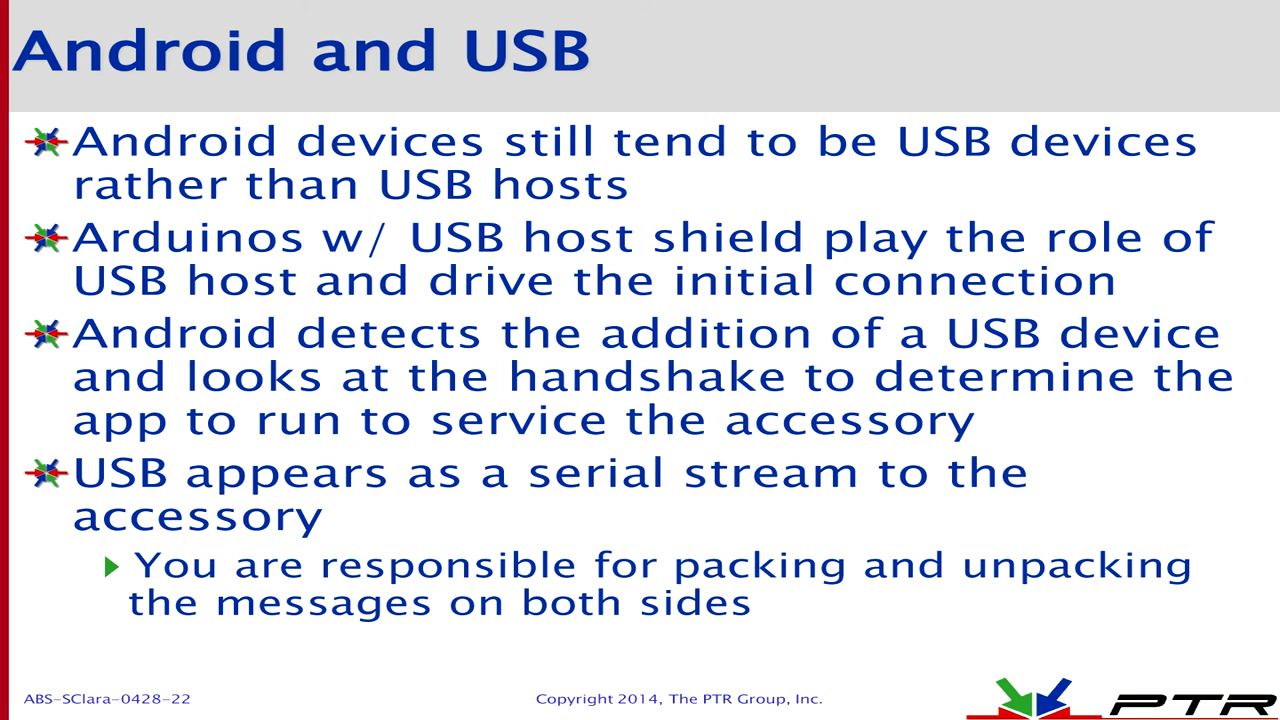 Android and USB
Android devices still tend to be USB devices
rather than USB hosts
Arduinos w/ USB host shield play the role of
USB host and drive the initial connection
Android detects the addition of a USB device
and looks at the handshake to determine the
app to run to service the accessory
USB appears as a serial stream to the
accessory
You are responsible for packing and unpacking
the messages on both sides
ABS-SClara-0428-22
Copyright 2014, The PTR Group, Inc.
PTR